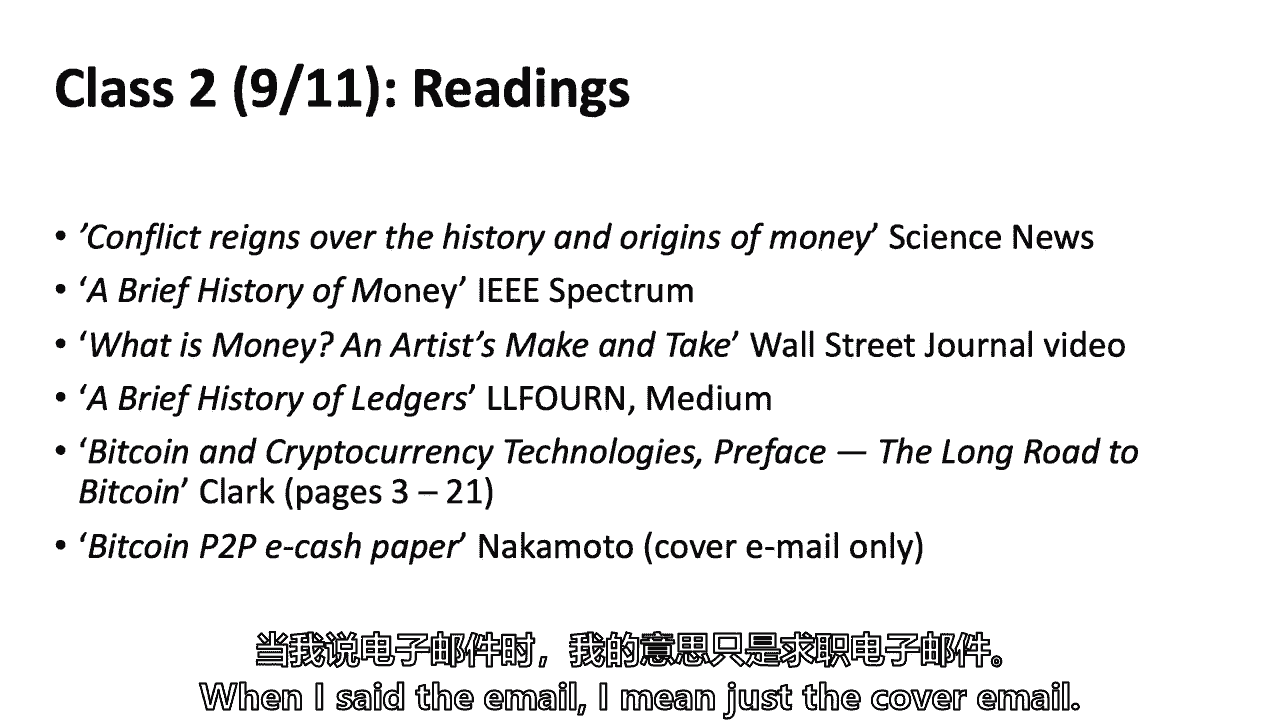 Class 2 (9/11): Readings
• ’Conflict reigns over the history and origins of money’ Science News
• ‘A Brief History of Money’ IEEE Spectrum
• ‘What is Money? An Artist’s Make and Take’ Wall Street Journal video
• ‘A Brief History of Ledgers’ LLFOURN, Medium
• ‘Bitcoin and Cryptocurrency Technologies, Preface — The Long Road to
Bitcoin’ Clark (pages 3 – 21)
• ‘Bitcoin P2P e-cash paper’ Nakamoto (cover e-mail only)
当我说电子邮件时，我的意思只是求职电子邮件。
When I said the email, I mean just the cover email.